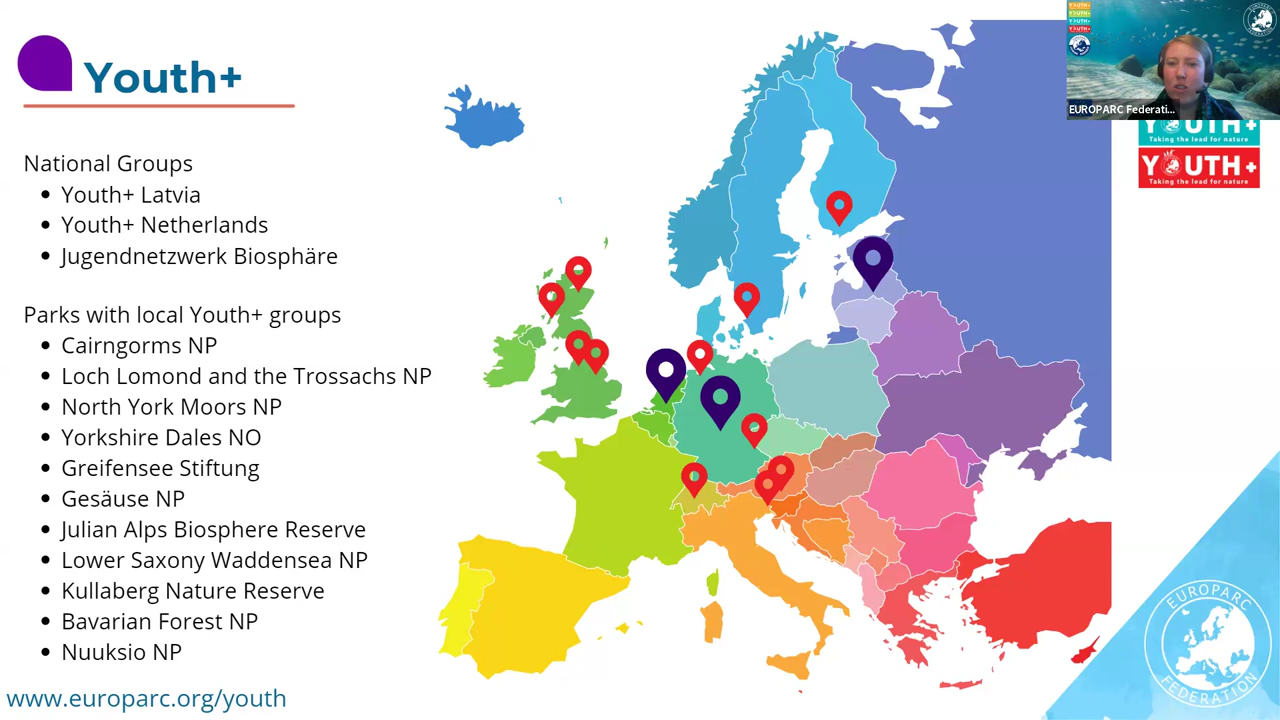 Youth+
National Groups
• Youth+ Latvia
• Youth+ Netherlands
• Jugendnetzwerk Biosphäre
Parks with local Youth+ groups
• Cairngorms NP
• Loch Lomond and the Trossachs NP
• North York Moors NP
• Yorkshire Dales NO
• Greifensee Stiftung
• Gesäuse NP
• Julian Alps Biosphere Reserve
• Lower Saxony Waddensea NP
• Kullaberg Nature Reserve
• Bavarian Forest NP
• Nuuksio NP
www.europarc.org/youth
EUROPARC Federati...
YOUTH+
Taking the lead for nature
YOUTH+
Taking the lead for nature
EUROPARC
FEDERATION